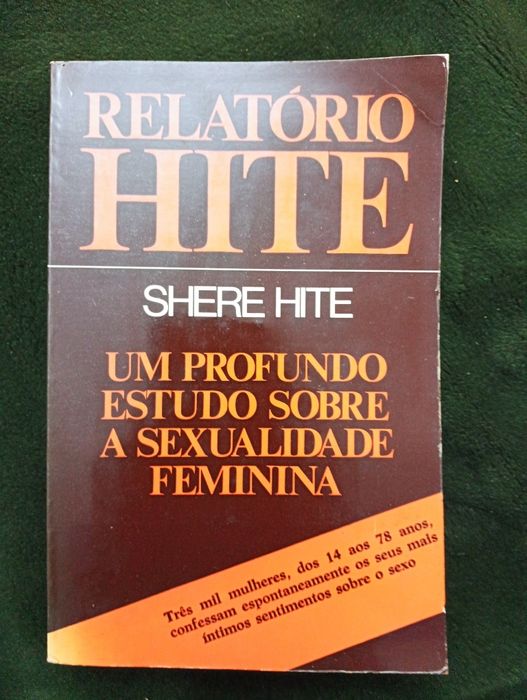 RELATÓRIO
HITE
SHERE HITE
UM PROFUNDO
ESTUDO SOBRE
A SEXUALIDADE
FEMININA
Três mil mulheres, dos 14 aos 78 anos,
confessam espontaneamente os seus mais
íntimos sentimentos sobre o sexo